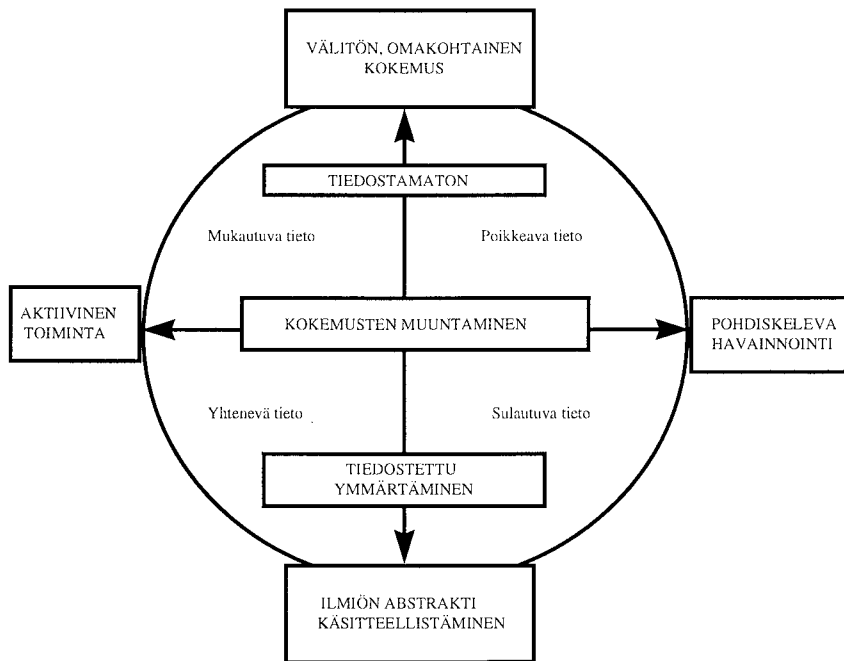 VÄLITÖN, OMAKOHTAINEN
KOKEMUS
TIEDOSTAMATON
Mukautuva tieto
Poikkeava tieto
AKTIIVINEN
TOIMINTA
KOKEMUSTEN MUUNTAMINEN
POHDISKELEVA
HAVAINNOINTI
Yhtenevä tieto
Sulautuva tieto
TIEDOSTETTU
YMMÄRTÄMINEN
ILMIÖN ABSTRAKTI
KÄSITTEELLISTÄMINEN